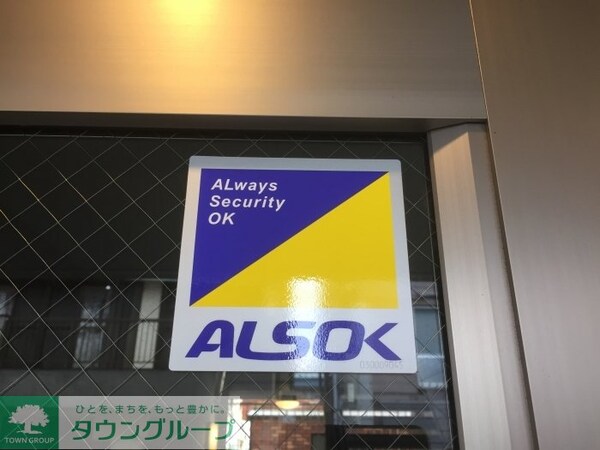 ALways
Security
OK
ALSOK
ひとを、まちを、もっと豊かに。
タウングループ
TOWN GROUP